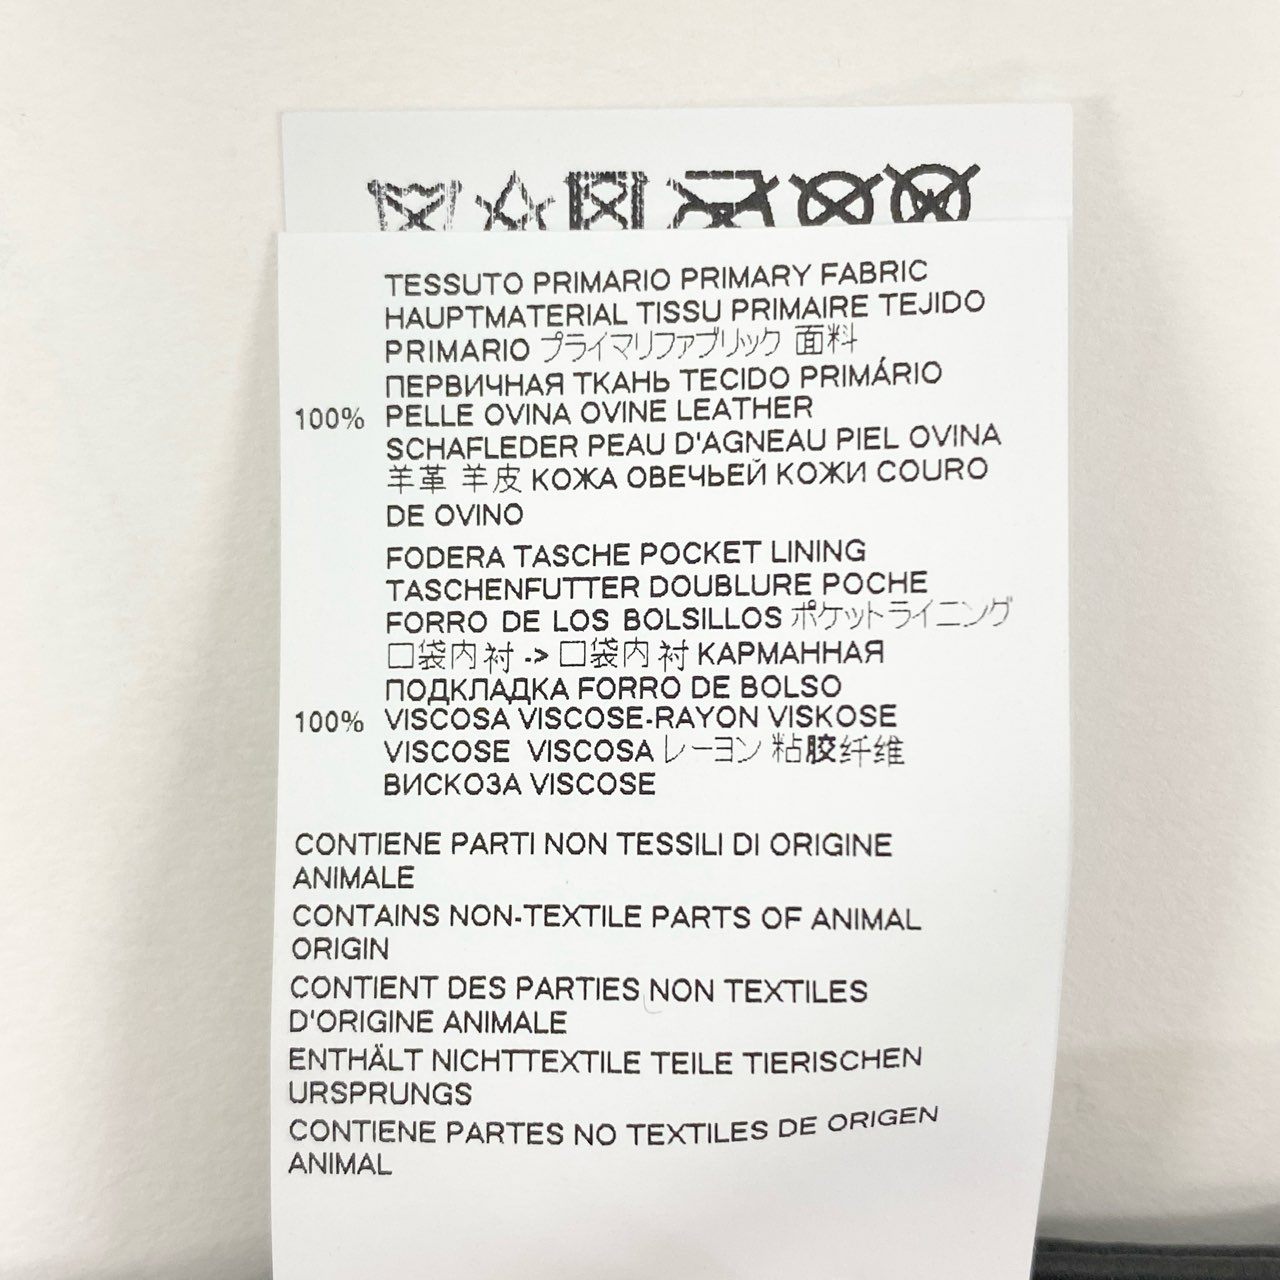 TESSUTO PRIMARIO PRIMARY FABRIC
HAUPTMATERIAL TISSU PRIMAIRE TEJIDO
PRIMARIO プライマリファブリック 面料
ПЕРВИЧНАЯ ТКАНЬ TECIDO PRIMÁRIO
100% PELLE OVINA OVINE LEATHER
SCHAFLEDER PEAU D'AGNEAU PIEL OVINA
羊革 羊皮 КОЖА ОВЕЧЬЕЙ КОЖИ COURO
DE OVINO
FODERA TASCHE POCKET LINING
TASCHENFUTTER DOUBLURE POCHE
FORRO DE LOS BOLSILLOS ポケットライニング
口袋内衬 -> 口袋内衬 КАРМАННАЯ
ПОДКЛАДКА FORRO DE BOLSO
100% VISCOSA VISCOSE-RAYON VISKOSE
VISCOSE VISCOSA レーヨン 粘胶纤维
ВИСКОЗА VISCOSE
CONTIENE PARTI NON TESSILI DI ORIGINE
ANIMALE
CONTAINS NON-TEXTILE PARTS OF ANIMAL
ORIGIN
CONTIENT DES PARTIES NON TEXTILES
D'ORIGINE ANIMALE
ENTHÄLT NICHTTEXTILE TEILE TIERISCHEN
URSPRUNGS
CONTIENE PARTES NO TEXTILES DE ORIGEN
ANIMAL